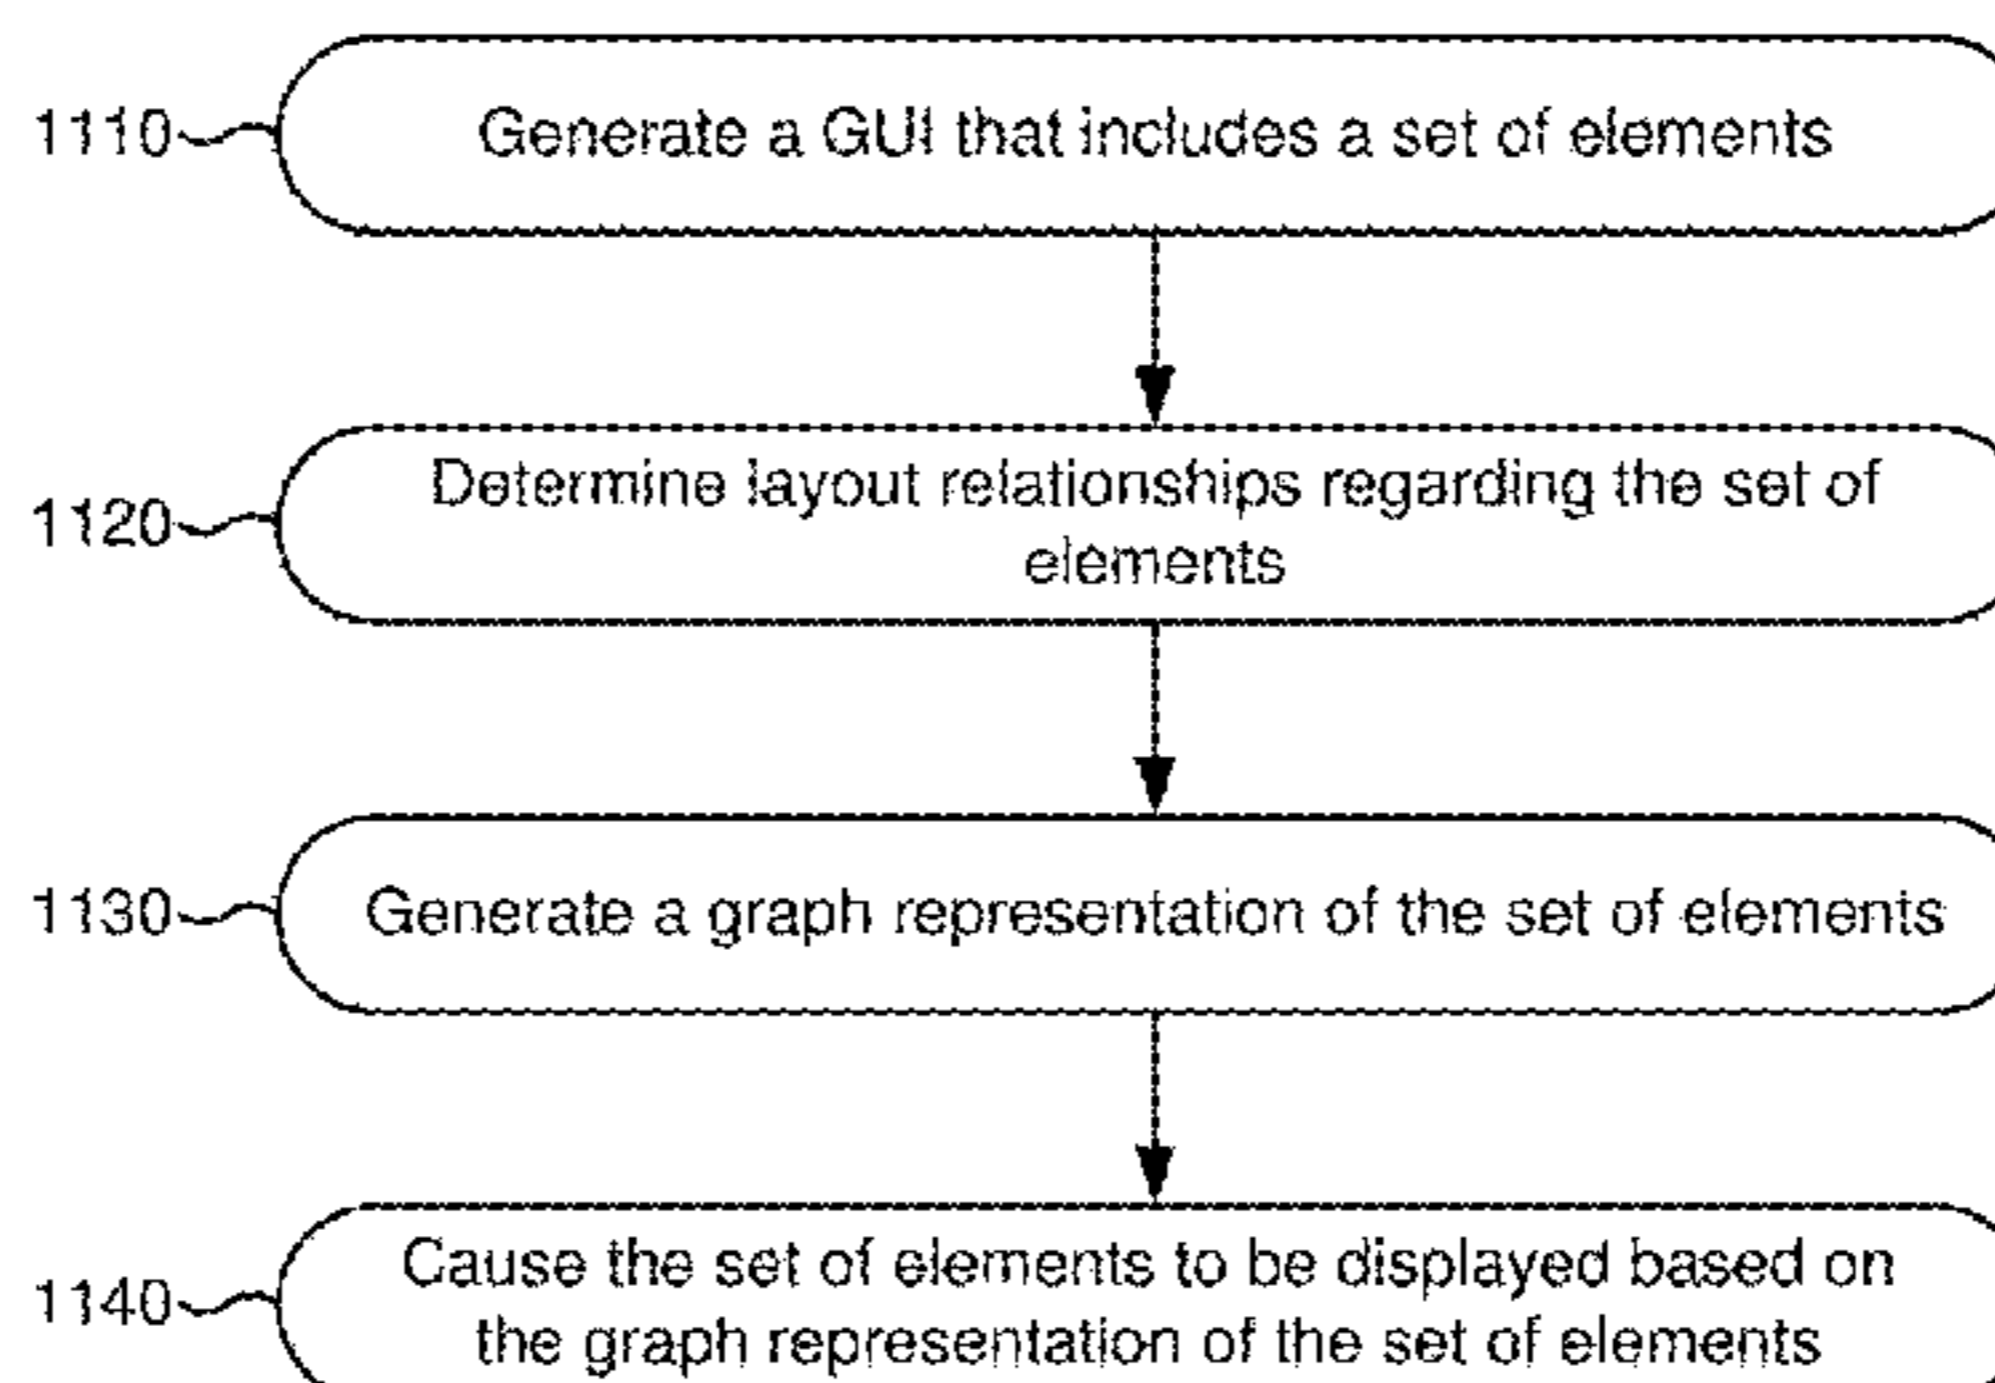 1110
Generate a GUI that includes a set of elements
1120
Determine layout relationships regarding the set of
elements
1130
Generate a graph representation of the set of elements
1140
Cause the set of elements to be displayed based on
the graph representation of the set of elements